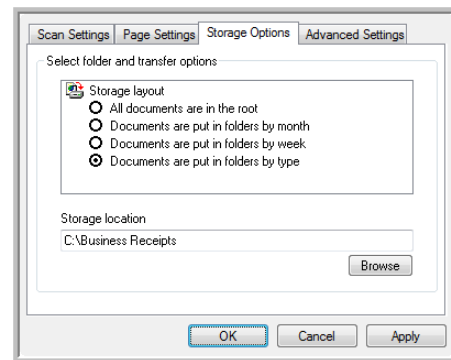 Scan Settings Page Settings Storage Options Advanced Settings
Select folder and transfer options
Storage layout
All documents are in the root
Documents are put in folders by month
Documents are put in folders by week
Documents are put in folders by type
Storage location
C:\Business Receipts
Browse
OK Cancel Apply